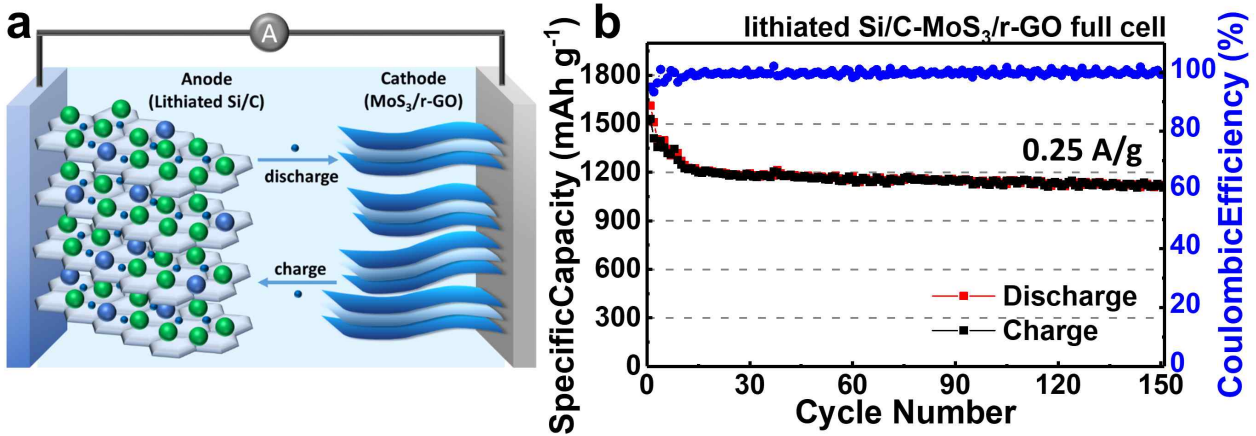 a
A
Anode
(Lithiated Si/C)
Cathode
(MoS₃/r-GO)
discharge
charge
b
lithiated Si/C-MoS₃/r-GO full cell
SpecificCapacity (mAh g⁻¹)
1800
1500
1200
900
600
300
0
0.25 A/g
Discharge
Charge
0
30
60
90
120
150
Cycle Number
100
80
60
40
20
0
CoulombicEfficiency (%)